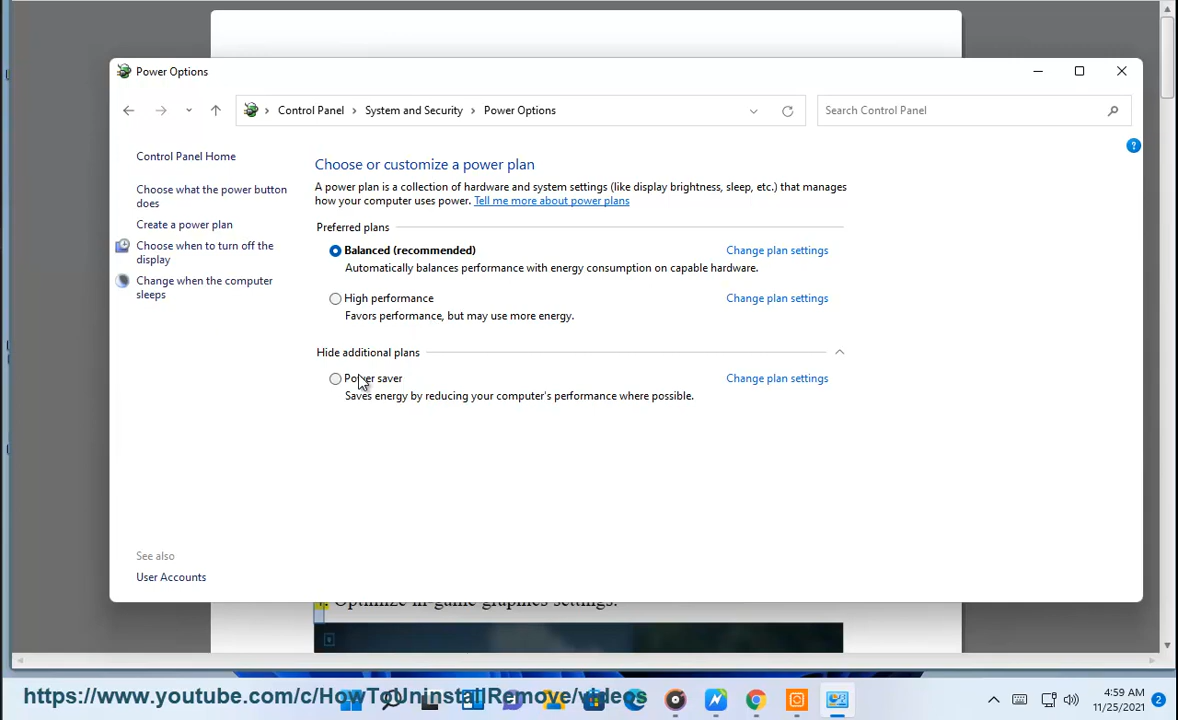 Power Options
Control Panel > System and Security > Power Options
Search Control Panel
Control Panel Home
Choose what the power button
does
Create a power plan
Choose when to turn off the
display
Change when the computer
sleeps
Choose or customize a power plan
A power plan is a collection of hardware and system settings (like display brightness, sleep, etc.) that manages
how your computer uses power. Tell me more about power plans
Preferred plans
Balanced (recommended) Change plan settings
Automatically balances performance with energy consumption on capable hardware.
High performance Change plan settings
Favors performance, but may use more energy.
Hide additional plans
Power saver Change plan settings
Saves energy by reducing your computer's performance where possible.
See also
User Accounts
Optimize in-game graphics settings.
https://www.youtube.com/c/HowToUninstallRemove/videos
4:59 AM
11/25/2021
2